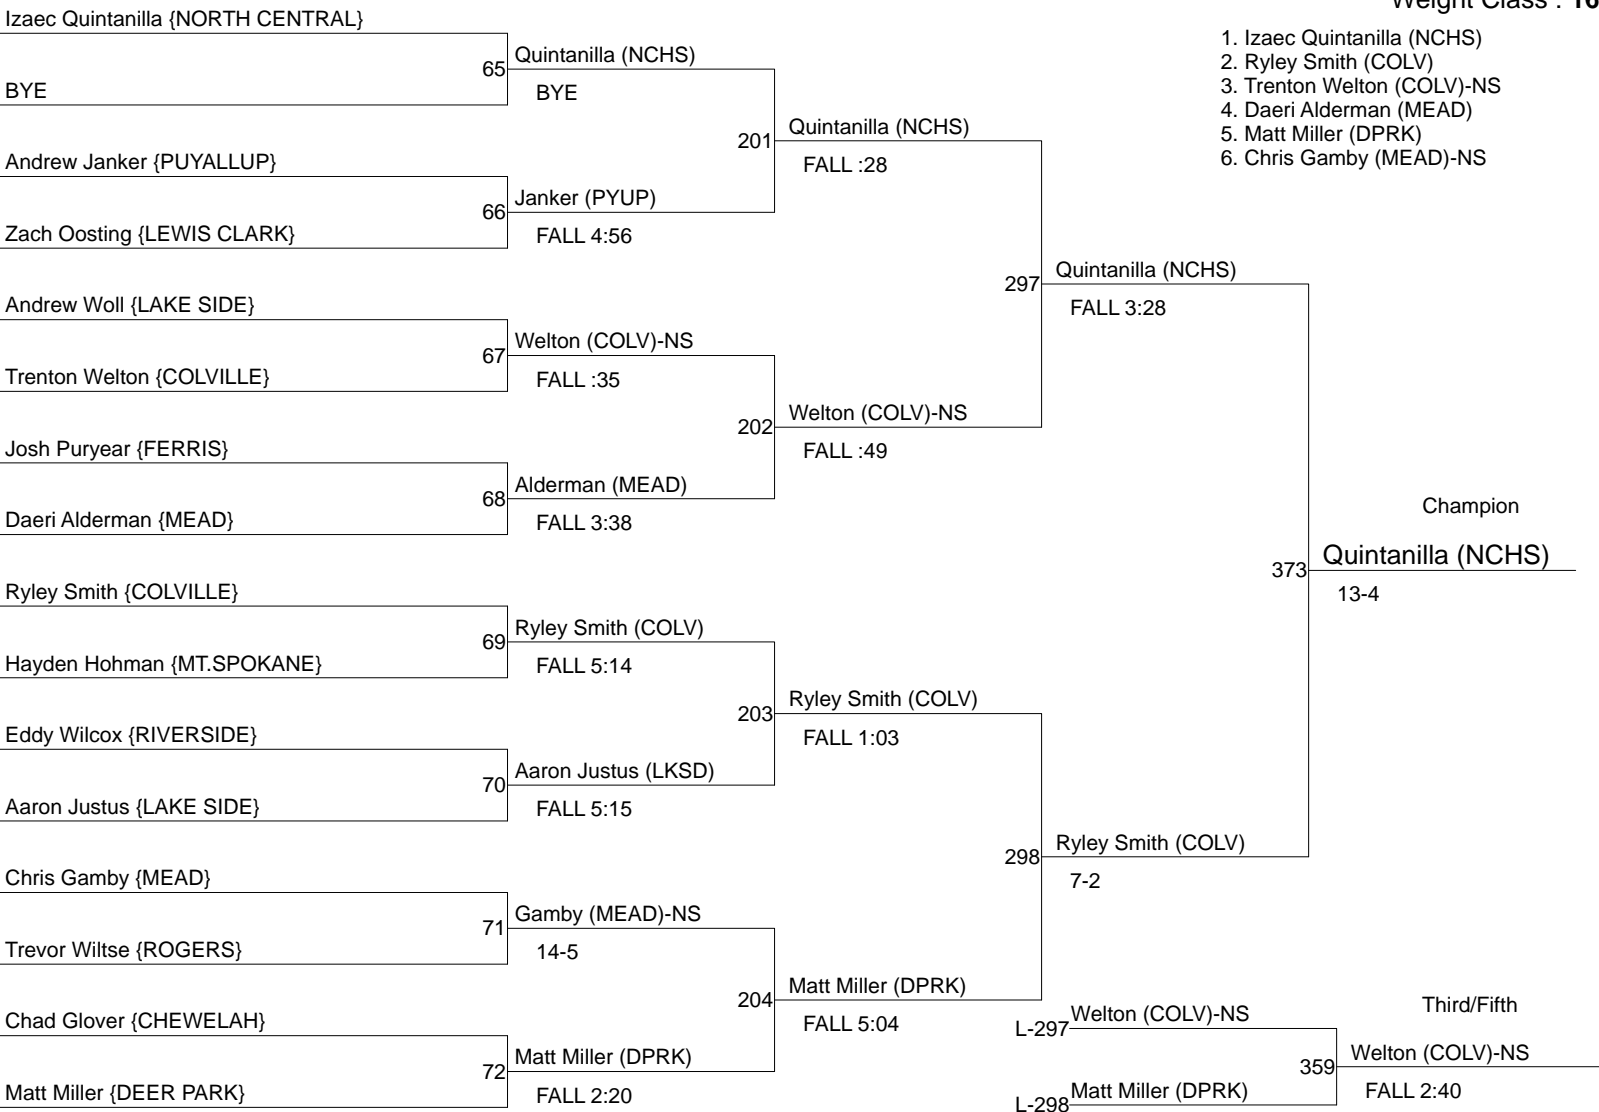 Weight Class : 16
1. Izaec Quintanilla (NCHS)
2. Ryley Smith (COLV)
3. Trenton Welton (COLV)-NS
4. Daeri Alderman (MEAD)
5. Matt Miller (DPRK)
6. Chris Gamby (MEAD)-NS
Izaec Quintanilla {NORTH CENTRAL}
BYE
Andrew Janker {PUYALLUP}
Zach Oosting {LEWIS CLARK}
Andrew Woll {LAKE SIDE}
Trenton Welton {COLVILLE}
Josh Puryear {FERRIS}
Daeri Alderman {MEAD}
Ryley Smith {COLVILLE}
Hayden Hohman {MT.SPOKANE}
Eddy Wilcox {RIVERSIDE}
Aaron Justus {LAKE SIDE}
Chris Gamby {MEAD}
Trevor Wiltse {ROGERS}
Chad Glover {CHEWELAH}
Matt Miller {DEER PARK}
65 Quintanilla (NCHS)
BYE
66 Janker (PYUP)
FALL 4:56
67 Welton (COLV)-NS
FALL :35
68 Alderman (MEAD)
FALL 3:38
69 Ryley Smith (COLV)
FALL 5:14
70 Aaron Justus (LKSD)
FALL 5:15
71 Gamby (MEAD)-NS
14-5
72 Matt Miller (DPRK)
FALL 2:20
201 Quintanilla (NCHS)
FALL :28
202 Welton (COLV)-NS
FALL :49
203 Ryley Smith (COLV)
FALL 1:03
204 Matt Miller (DPRK)
FALL 5:04
297 Quintanilla (NCHS)
FALL 3:28
298 Ryley Smith (COLV)
7-2
Champion
373 Quintanilla (NCHS)
13-4
Third/Fifth
L-297 Welton (COLV)-NS
L-298 Matt Miller (DPRK)
359 Welton (COLV)-NS
FALL 2:40